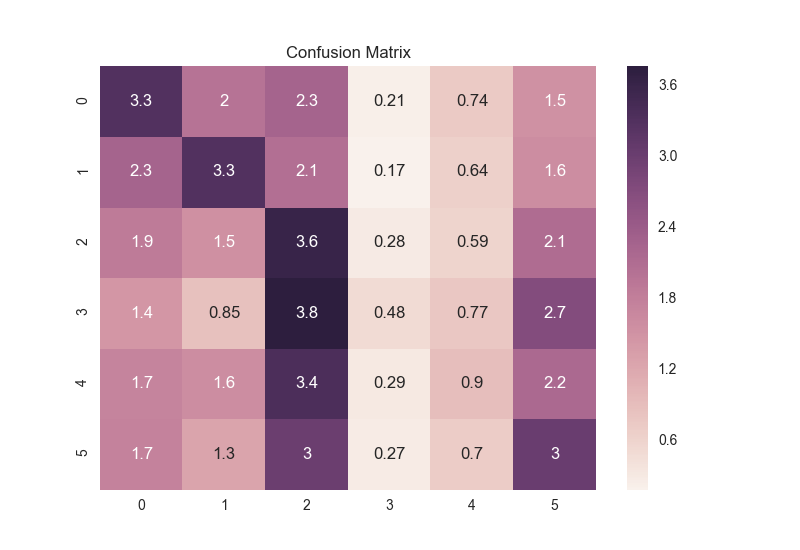 Confusion Matrix
0 3.3 2 2.3 0.21 0.74 1.5
1 2.3 3.3 2.1 0.17 0.64 1.6
2 1.9 1.5 3.6 0.28 0.59 2.1
3 1.4 0.85 3.8 0.48 0.77 2.7
4 1.7 1.6 3.4 0.29 0.9 2.2
5 1.7 1.3 3 0.27 0.7 3
0 1 2 3 4 5
3.6
3.0
2.4
1.8
1.2
0.6